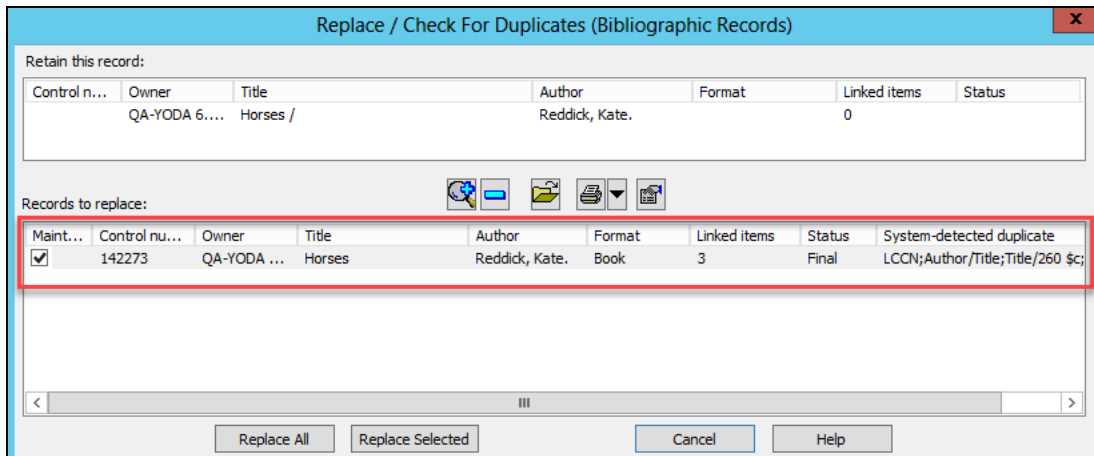 Replace / Check For Duplicates (Bibliographic Records)
x
Retain this record:
Control n... Owner Title Author Format Linked items Status
QA-YODA 6.... Horses / Reddick, Kate. 0
Records to replace:
Maint... Control nu... Owner Title Author Format Linked items Status System-detected duplicate
142273 QA-YODA ... Horses Reddick, Kate. Book 3 Final LCCN;Author/Title;Title/260 $c;
Replace All Replace Selected Cancel Help